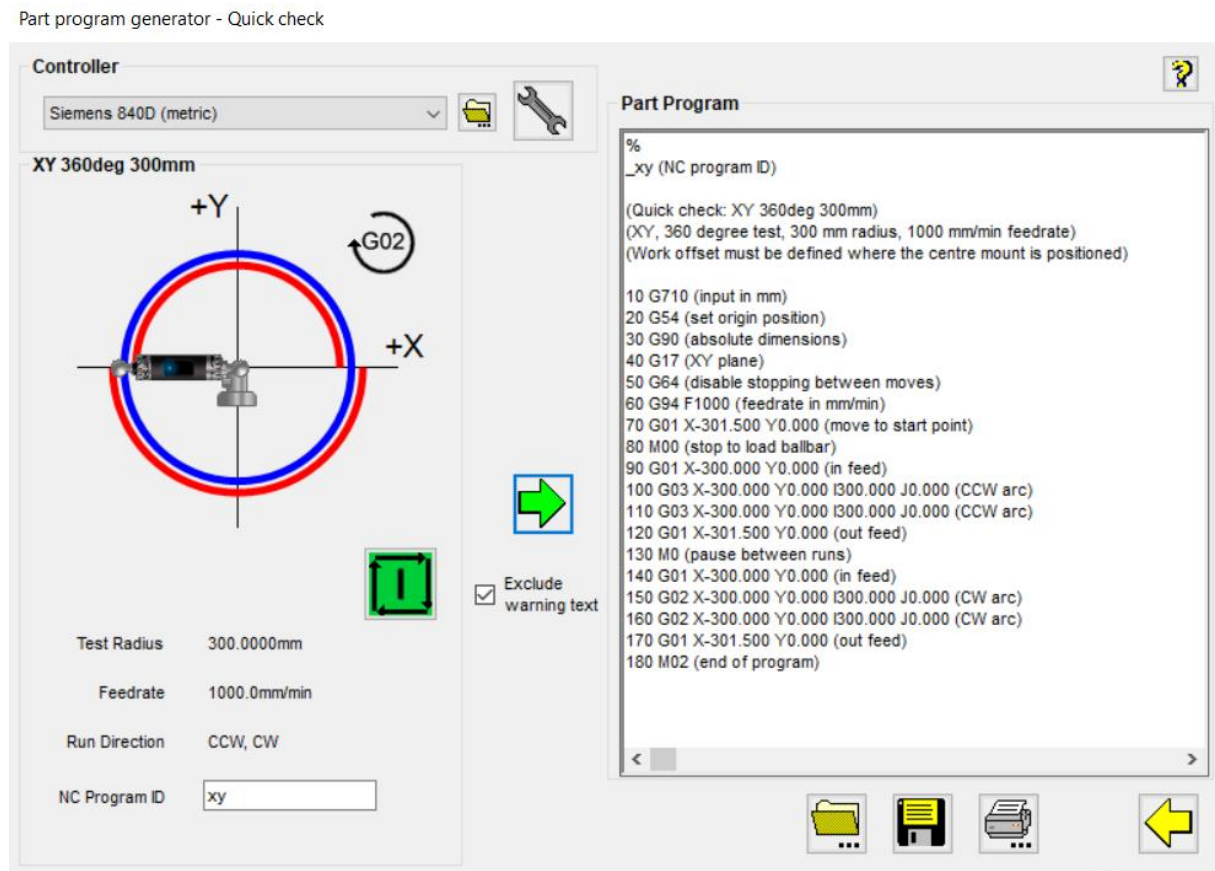 Part program generator - Quick check
Controller
Siemens 840D (metric)
XY 360deg 300mm
+Y
G02
+X
Test Radius 300.0000mm
Feedrate 1000.0mm/min
Run Direction CCW, CW
NC Program ID xy
Exclude
warning text
Part Program
%
_xy (NC program ID)
(Quick check: XY 360deg 300mm)
(XY, 360 degree test, 300 mm radius, 1000 mm/min feedrate)
(Work offset must be defined where the centre mount is positioned)
10 G710 (input in mm)
20 G54 (set origin position)
30 G90 (absolute dimensions)
40 G17 (XY plane)
50 G64 (disable stopping between moves)
60 G94 F1000 (feedrate in mm/min)
70 G01 X-301.500 Y0.000 (move to start point)
80 M00 (stop to load ballbar)
90 G01 X-300.000 Y0.000 (in feed)
100 G03 X-300.000 Y0.000 I300.000 J0.000 (CCW arc)
110 G03 X-300.000 Y0.000 I300.000 J0.000 (CCW arc)
120 G01 X-301.500 Y0.000 (out feed)
130 M0 (pause between runs)
140 G01 X-300.000 Y0.000 (in feed)
150 G02 X-300.000 Y0.000 I300.000 J0.000 (CW arc)
160 G02 X-300.000 Y0.000 I300.000 J0.000 (CW arc)
170 G01 X-301.500 Y0.000 (out feed)
180 M02 (end of program)